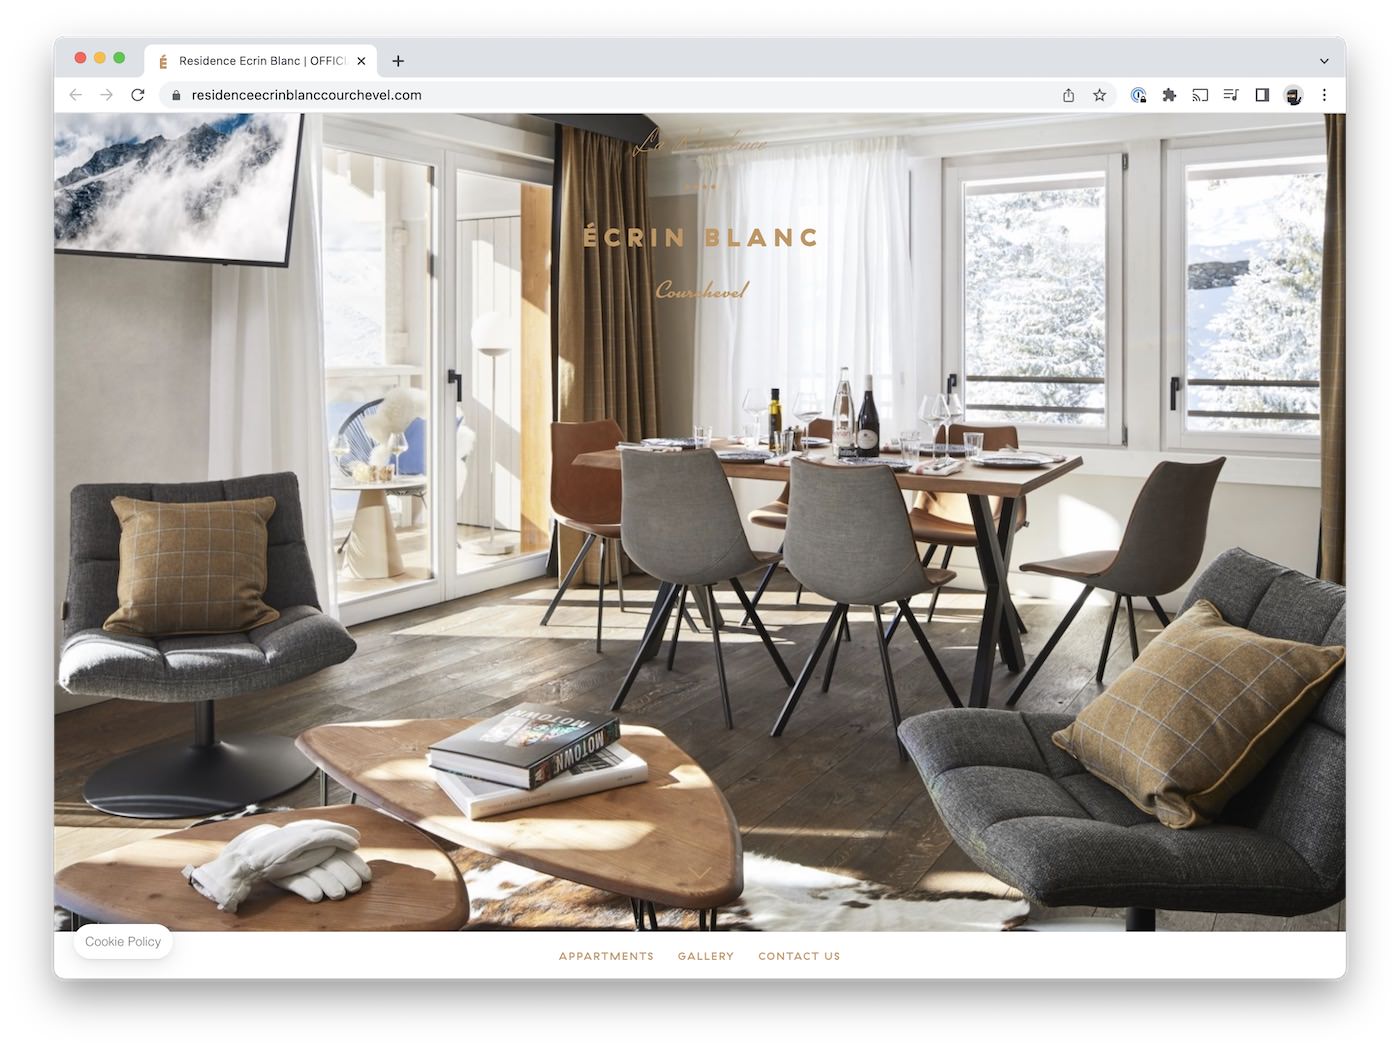 Residence Ecrin Blanc | OFFICI
residenceecrinblanccourchevel.com
La Résidence
ÉCRIN BLANC
Courchevel
MOTOWN
MOTOWN
Cookie Policy
APPARTMENTS GALLERY CONTACT US